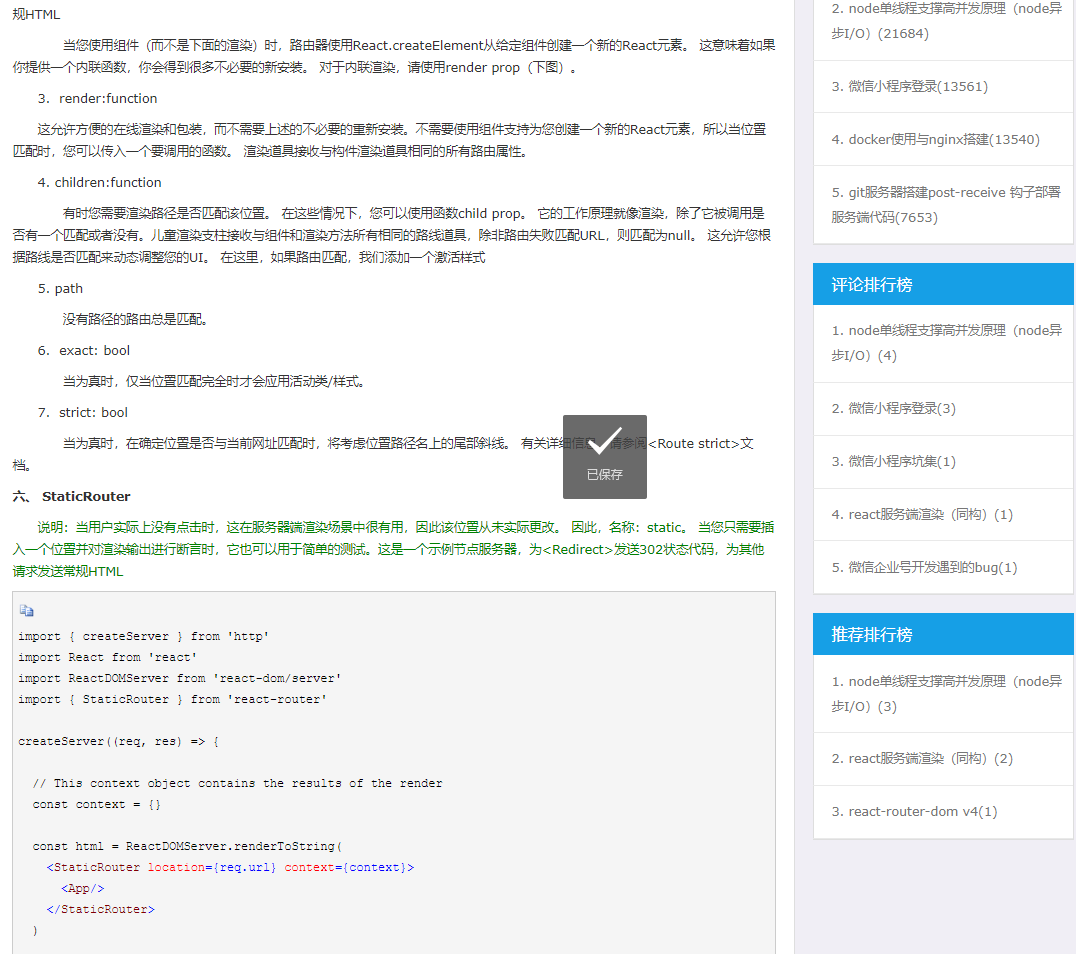 规HTML
当您使用组件（而不是下面的渲染）时，路由器使用React.createElement从给定组件创建一个新的React元素。 这意味着如果
你提供一个内联函数，你会得到很多不必要的新安装。 对于内联渲染，请使用render prop（下图）。
3. render:function
这允许方便的在线渲染和包装，而不需要上述的不必要的重新安装。不需要使用组件支持为您创建一个新的React元素，所以当位置
匹配时，您可以传入一个要调用的函数。 渲染道具接收与构件渲染道具相同的所有路由属性。
4. children:function
有时您需要渲染路径是否匹配该位置。 在这些情况下，您可以使用函数child prop。 它的工作原理就像渲染，除了它被调用是
否有一个匹配或者没有。儿童渲染支柱接收与组件和渲染方法所有相同的路线道具，除非路由失败匹配URL，则匹配为null。 这允许您根
据路线是否匹配来动态调整您的UI。 在这里，如果路由匹配，我们添加一个激活样式
5. path
没有路径的路由总是匹配。
6. exact: bool
当为真时，仅当位置匹配完全时才会应用活动类/样式。
7. strict: bool
当为真时，在确定位置是否与当前网址匹配时，将考虑位置路径名上的尾部斜线。 有关详细信息，请参阅<Route strict>文
档。
已保存
六、 StaticRouter
说明：当用户实际上没有点击时，这在服务器端渲染场景中很有用，因此该位置从未实际更改。 因此，名称：static。 当您只需要插
入一个位置并对渲染输出进行断言时，它也可以用于简单的测试。这是一个示例节点服务器，为<Redirect>发送302状态代码，为其他
请求发送常规HTML
import { createServer } from 'http'
import React from 'react'
import ReactDOMServer from 'react-dom/server'
import { StaticRouter } from 'react-router'
createServer((req, res) => {
// This context object contains the results of the render
const context = {}
const html = ReactDOMServer.renderToString(
<StaticRouter location={req.url} context={context}>
<App/>
</StaticRouter>
)
2. node单线程支撑高并发原理（node异
步I/O）(21684)
3. 微信小程序登录(13561)
4. docker使用与nginx搭建(13540)
5. git服务器搭建post-receive 钩子部署
服务端代码(7653)
评论排行榜
1. node单线程支撑高并发原理（node异
步I/O）(4)
2. 微信小程序登录(3)
3. 微信小程序坑集(1)
4. react服务端渲染（同构）(1)
5. 微信企业号开发遇到的bug(1)
推荐排行榜
1. node单线程支撑高并发原理（node异
步I/O）(3)
2. react服务端渲染（同构）(2)
3. react-router-dom v4(1)